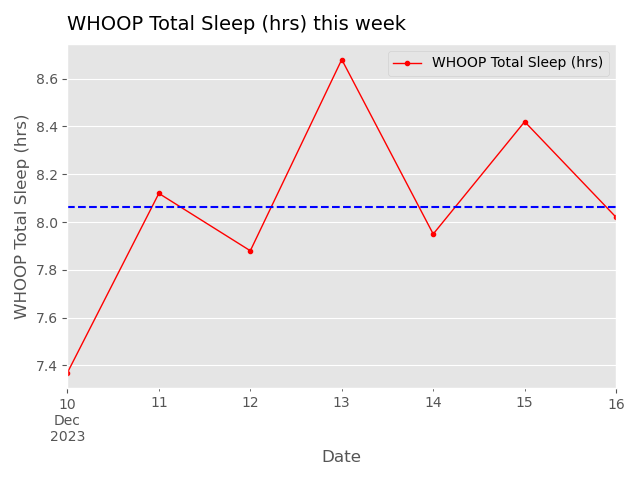 WHOOP Total Sleep (hrs) this week
WHOOP Total Sleep (hrs)
WHOOP Total Sleep (hrs)
8.6
8.4
8.2
8.0
7.8
7.6
7.4
10 11 12 13 14 15 16
Dec
2023
Date